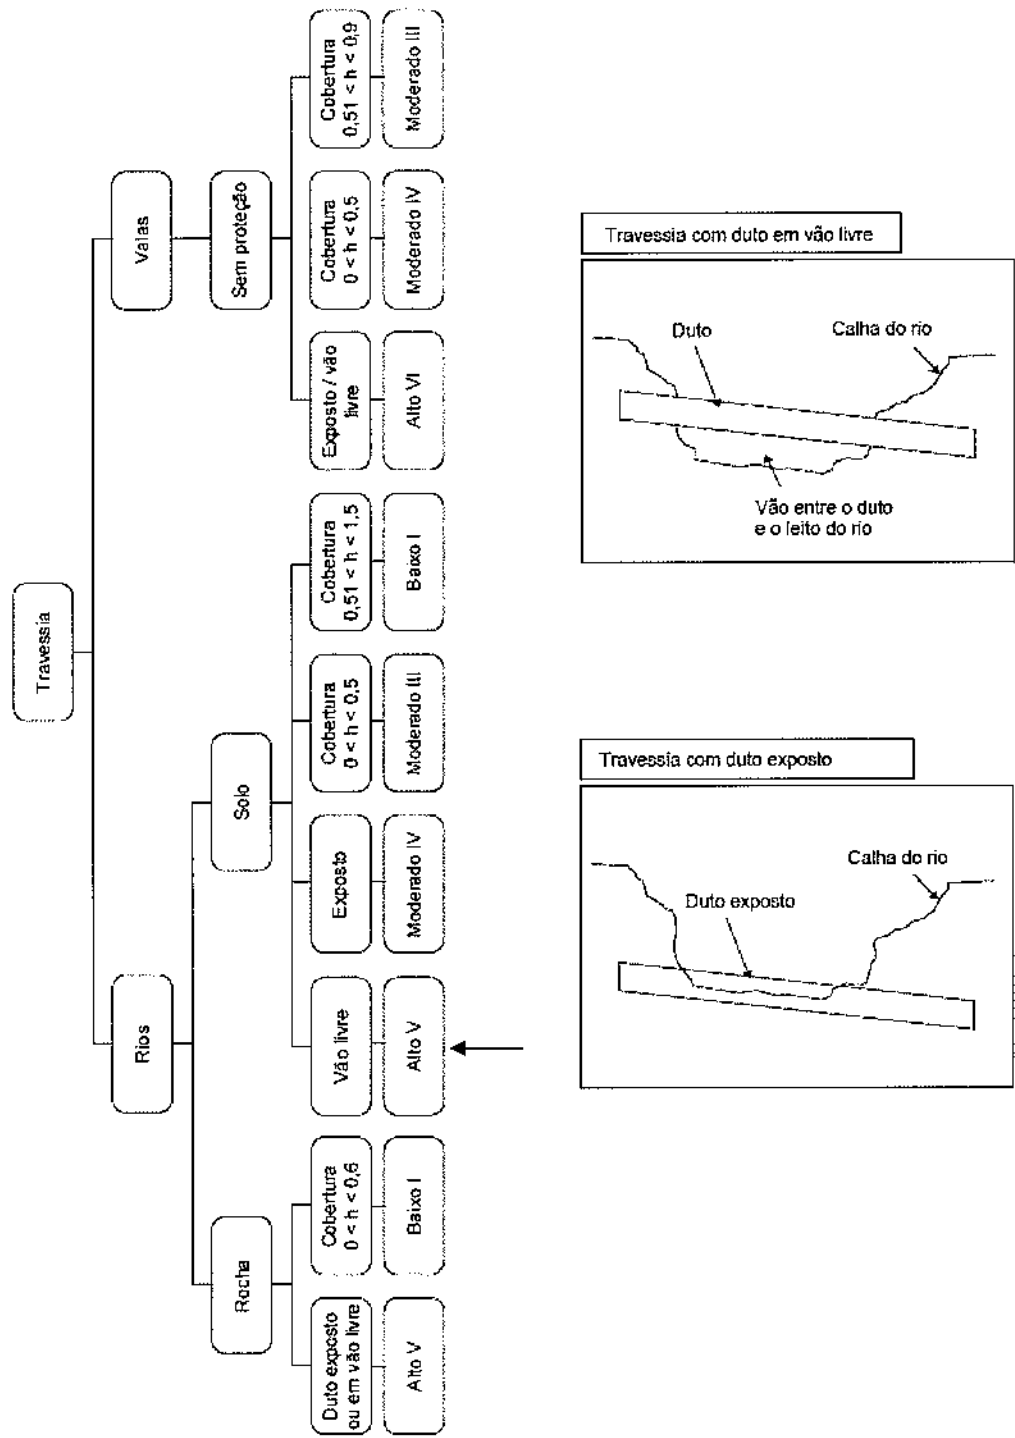 Travessia
Rios
Valas
Rocha
Solo
Sem proteção
Duto exposto
ou em vão livre
Cobertura
0 < h < 0,6
Vão livre
Exposto
Cobertura
0 < h < 0,5
Cobertura
0,51 < h < 1,5
Exposto / vão
livre
Cobertura
0 < h < 0,5
Cobertura
0,51 < h < 0,9
Alto V
Baixo I
Alto V
Moderado IV
Moderado III
Baixo I
Alto VI
Moderado IV
Moderado III
Travessia com duto em vão livre
Duto
Calha do rio
Vão entre o duto
e o leito do rio
Travessia com duto exposto
Calha do rio
Duto exposto